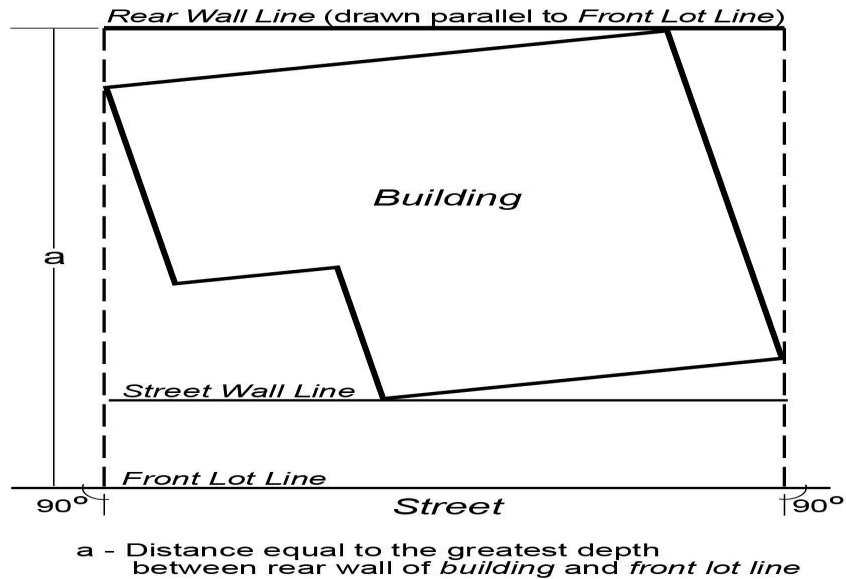 Rear Wall Line (drawn parallel to Front Lot Line)
Building
a
Street Wall Line
Front Lot Line
90° Street 90°
a - Distance equal to the greatest depth
between rear wall of building and front lot line